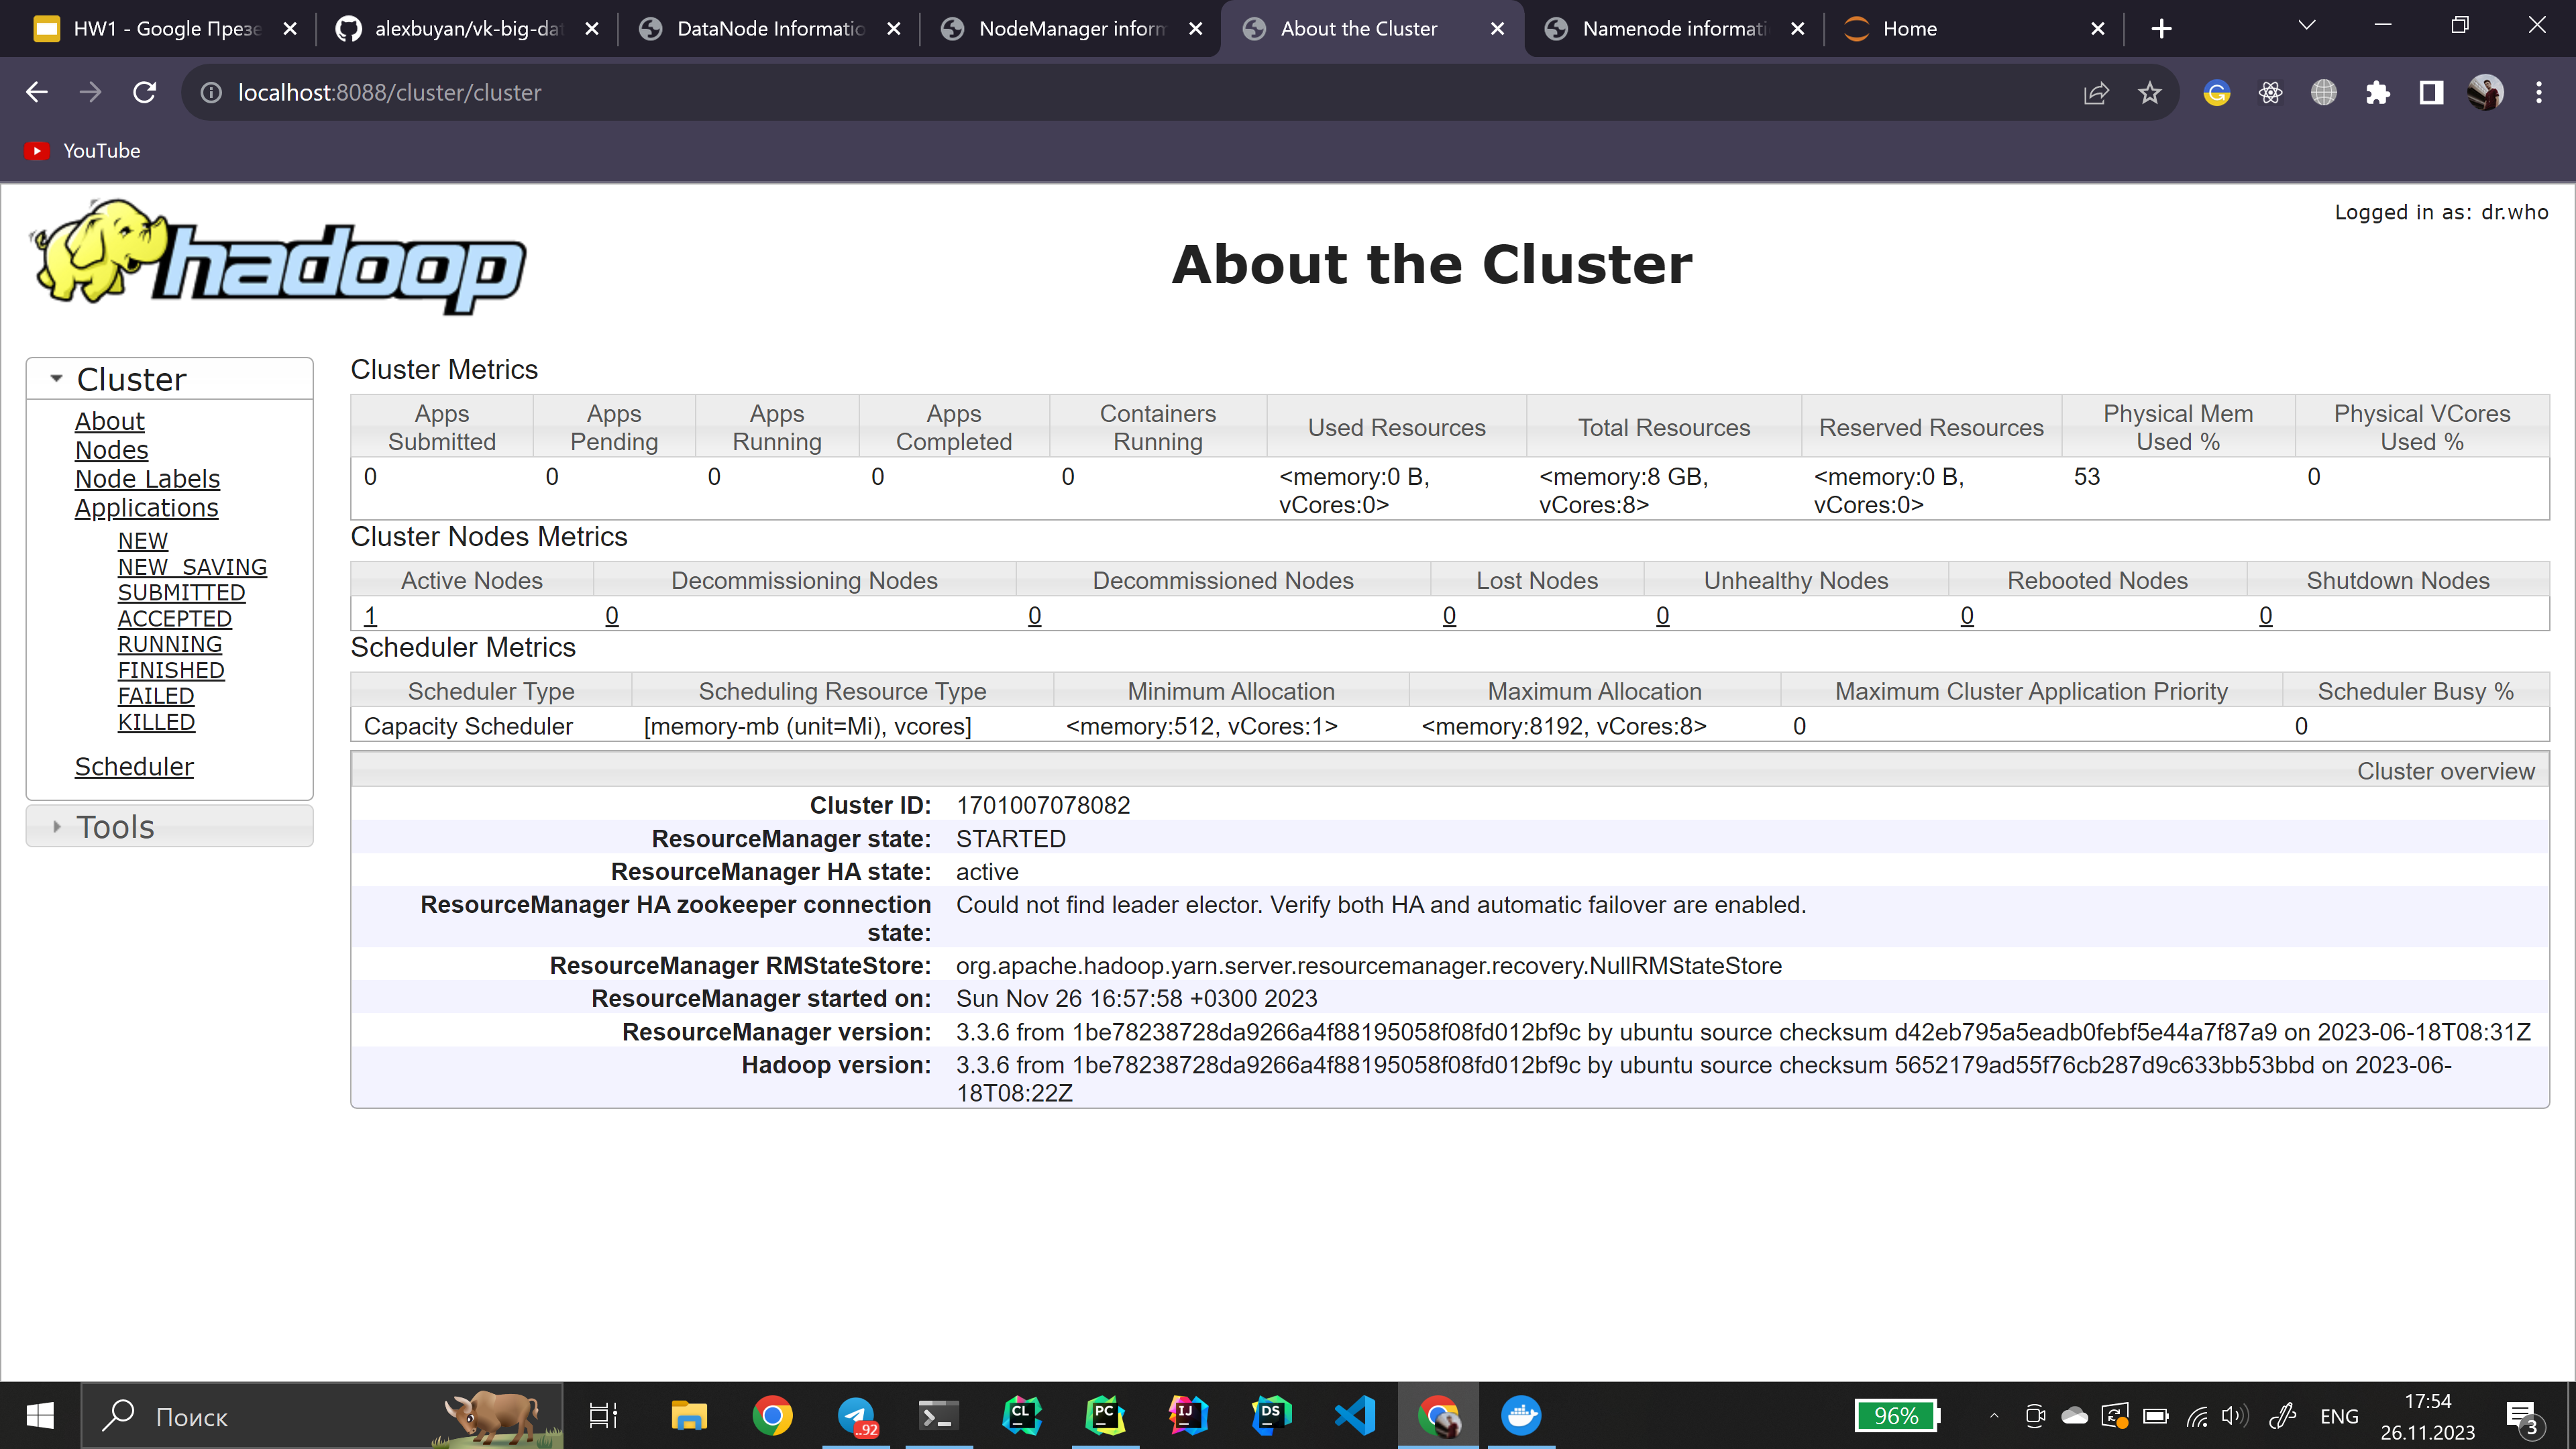 HW1 - Google Презе
alexbuyan/vk-big-dat
DataNode Informatio
NodeManager inform
About the Cluster
Namenode informati
Home
localhost:8088/cluster/cluster
YouTube
hadoop
Logged in as: dr.who
About the Cluster
Cluster
About
Nodes
Node Labels
Applications
NEW
NEW_SAVING
SUBMITTED
ACCEPTED
RUNNING
FINISHED
FAILED
KILLED
Scheduler
Tools
Cluster Metrics
Apps Submitted Apps Pending Apps Running Apps Completed Containers Running Used Resources Total Resources Reserved Resources Physical Mem Used % Physical VCores Used %
0 0 0 0 0 <memory:0 B, vCores:0> <memory:8 GB, vCores:8> <memory:0 B, vCores:0> 53 0
Cluster Nodes Metrics
Active Nodes Decommissioning Nodes Decommissioned Nodes Lost Nodes Unhealthy Nodes Rebooted Nodes Shutdown Nodes
1 0 0 0 0 0 0
Scheduler Metrics
Scheduler Type Scheduling Resource Type Minimum Allocation Maximum Allocation Maximum Cluster Application Priority Scheduler Busy %
Capacity Scheduler [memory-mb (unit=Mi), vcores] <memory:512, vCores:1> <memory:8192, vCores:8> 0 0
Cluster overview
Cluster ID: 1701007078082
ResourceManager state: STARTED
ResourceManager HA state: active
ResourceManager HA zookeeper connection state: Could not find leader elector. Verify both HA and automatic failover are enabled.
ResourceManager RMStateStore: org.apache.hadoop.yarn.server.resourcemanager.recovery.NullRMStateStore
ResourceManager started on: Sun Nov 26 16:57:58 +0300 2023
ResourceManager version: 3.3.6 from 1be78238728da9266a4f88195058f08fd012bf9c by ubuntu source checksum d42eb795a5eadb0febf5e44a7f87a9 on 2023-06-18T08:31Z
Hadoop version: 3.3.6 from 1be78238728da9266a4f88195058f08fd012bf9c by ubuntu source checksum 5652179ad55f76cb287d9c633bb53bbd on 2023-06-
18T08:22Z
Поиск
..92
CL
PC
IJ
DS
96%
ENG
17:54
26.11.2023
3